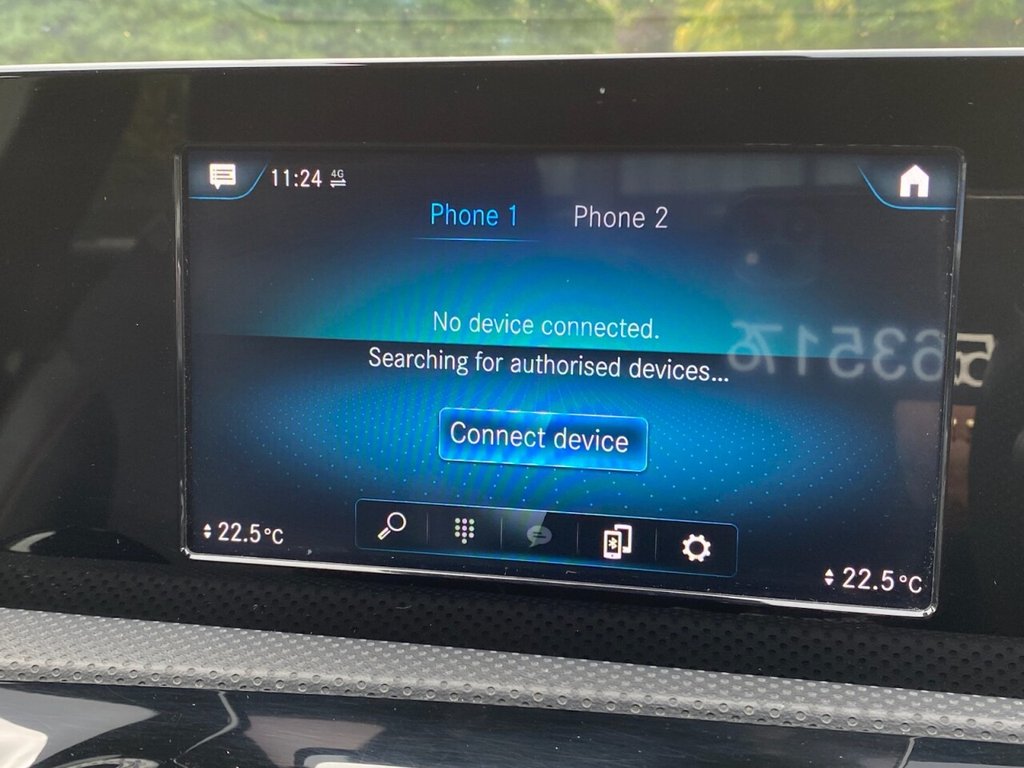 11:24 4G
Phone 1 Phone 2
No device connected.
Searching for authorised devices...
Connect device
22.5°C
22.5°C